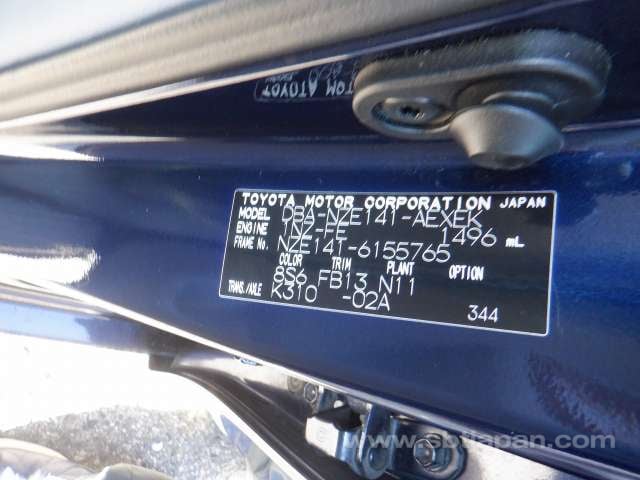 TOYOTA MOTOR CORPORATION JAPAN
MODEL DBA-NZE141-AEXEK
ENGINE 1NZ-FE 1496 mL
FRAME No. NZE141-6155765
COLOR TRIM PLANT OPTION
8S6 FB13 N11
TRANS./AXLE K310 -02A
344
www.sbtjapan.com